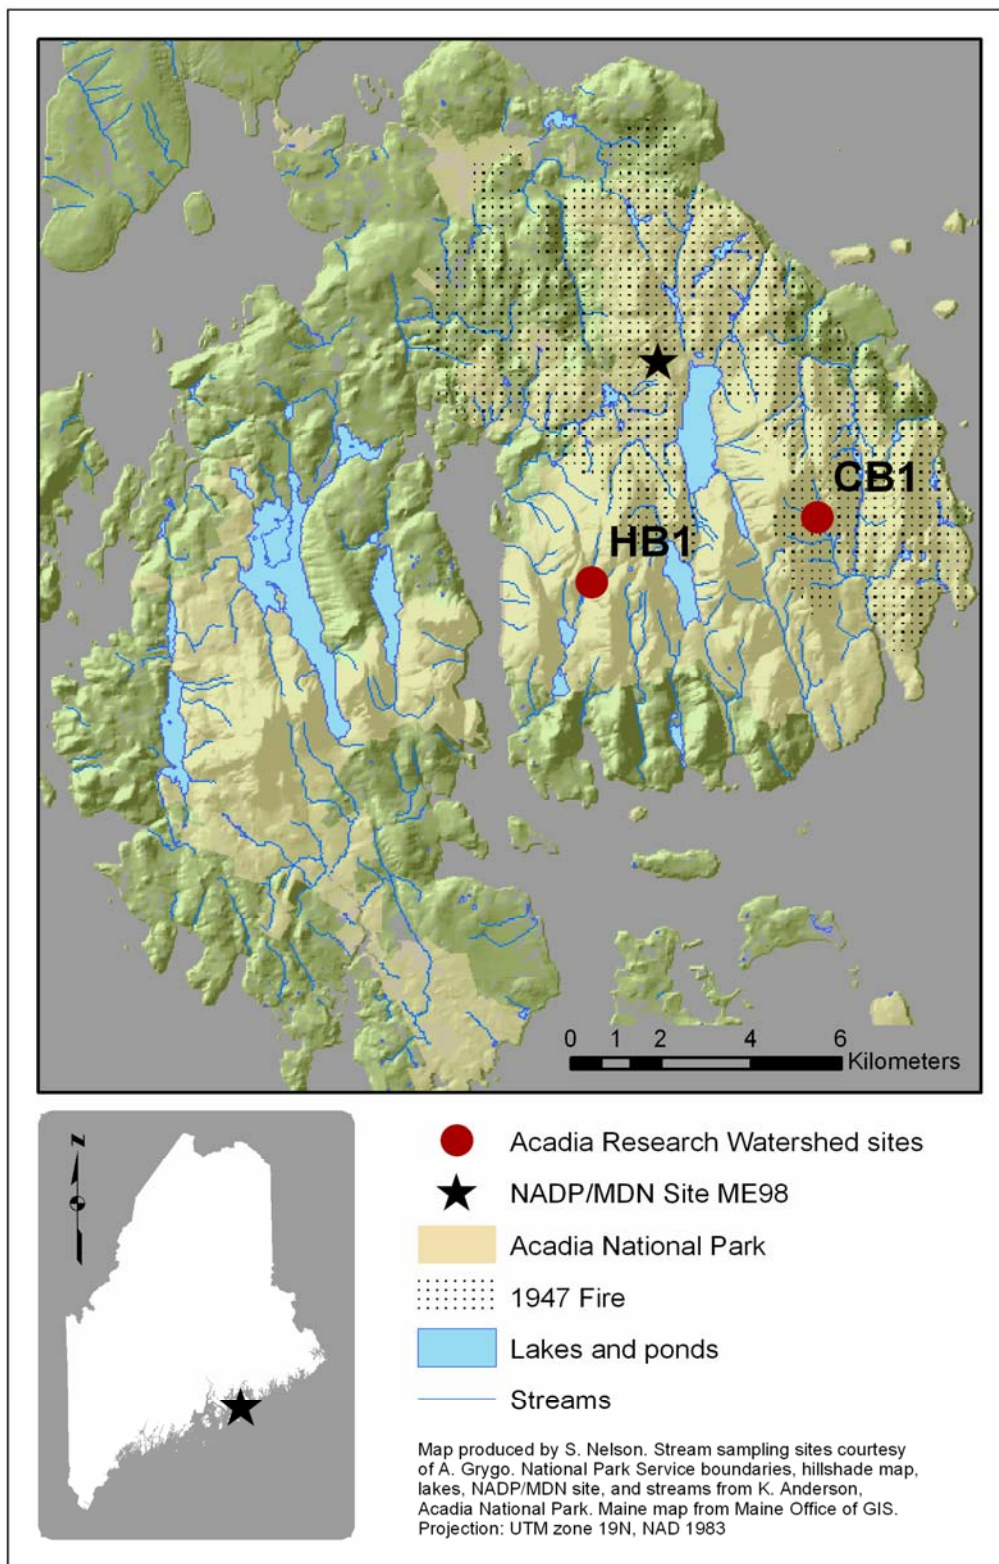 CB1
HB1
0 1 2 4 6
Kilometers
N
Acadia Research Watershed sites
NADP/MDN Site ME98
Acadia National Park
1947 Fire
Lakes and ponds
Streams
Map produced by S. Nelson. Stream sampling sites courtesy
of A. Grygo. National Park Service boundaries, hillshade map,
lakes, NADP/MDN site, and streams from K. Anderson,
Acadia National Park. Maine map from Maine Office of GIS.
Projection: UTM zone 19N, NAD 1983